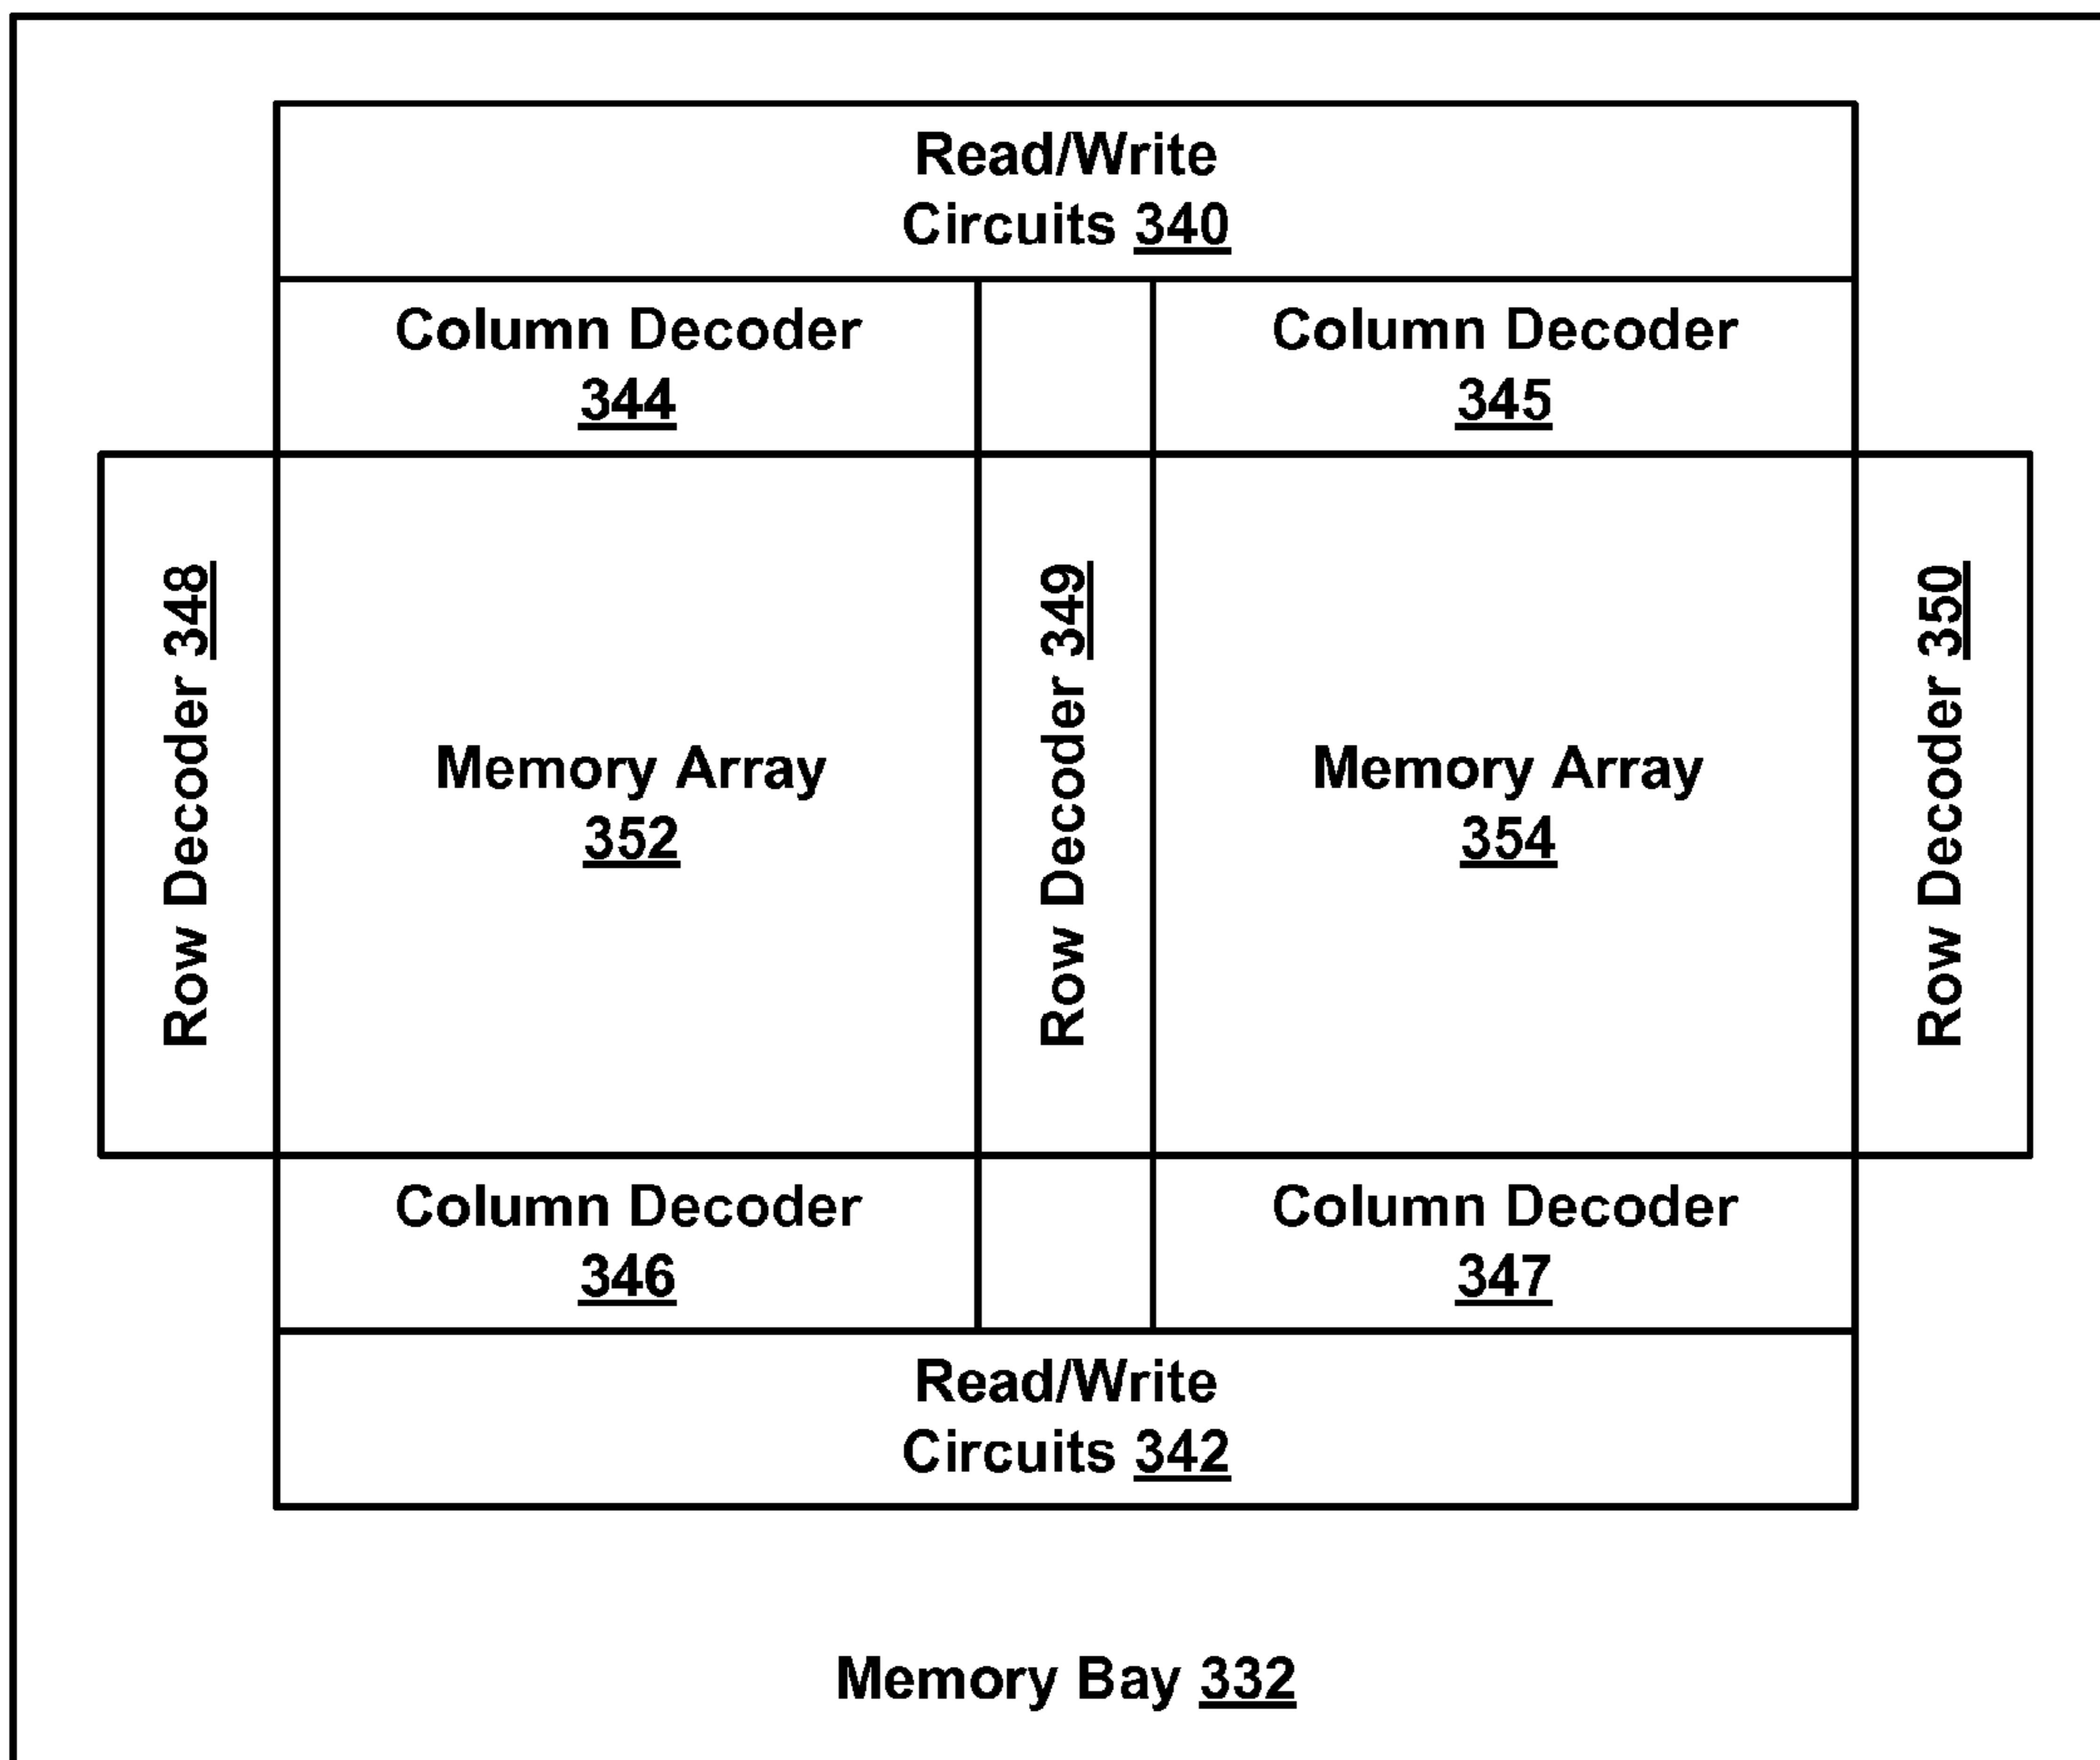 Read/Write
Circuits 340
Column Decoder
344
Column Decoder
345
Row Decoder 348
Memory Array
352
Row Decoder 349
Memory Array
354
Row Decoder 350
Column Decoder
346
Column Decoder
347
Read/Write
Circuits 342
Memory Bay 332